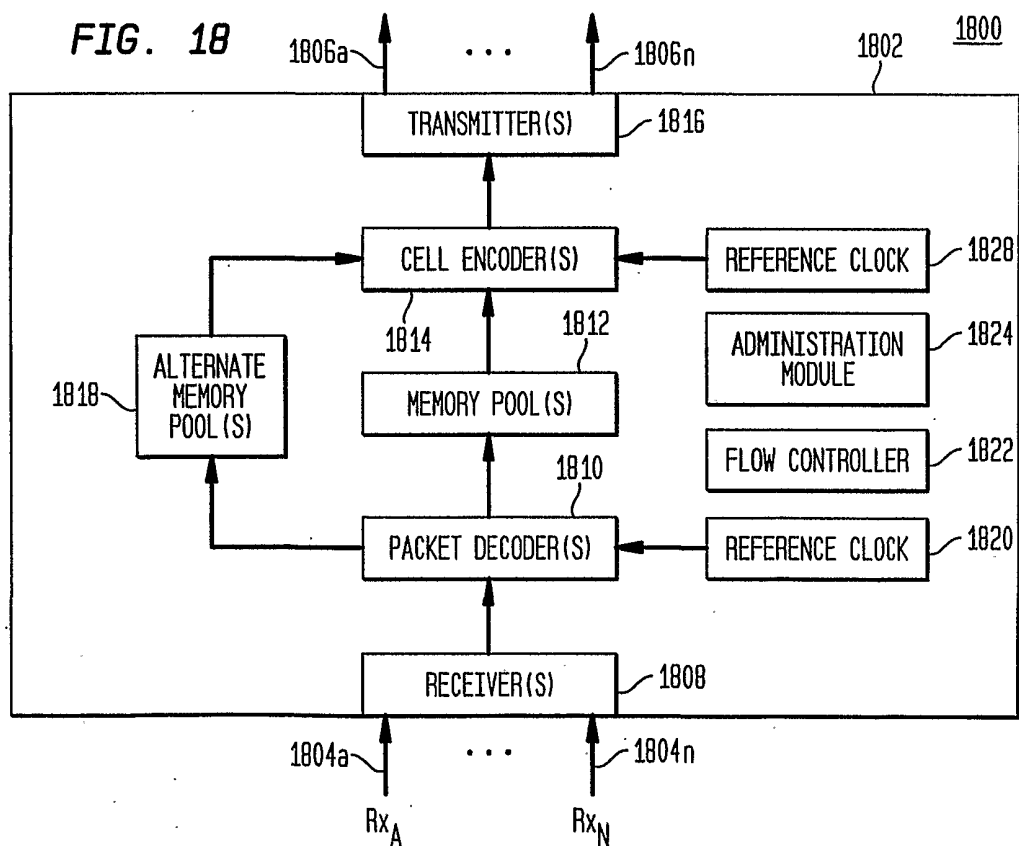 FIG. 18
1800
1806a
...
1806n
1802
TRANSMITTER(S)
1816
CELL ENCODER(S)
1814
REFERENCE CLOCK
1828
1812
ADMINISTRATION
MODULE
1824
ALTERNATE
MEMORY
POOL(S)
1818
MEMORY POOL(S)
FLOW CONTROLLER
1822
1810
PACKET DECODER(S)
REFERENCE CLOCK
1820
RECEIVER(S)
1808
1804a
...
1804n
RxA
RxN